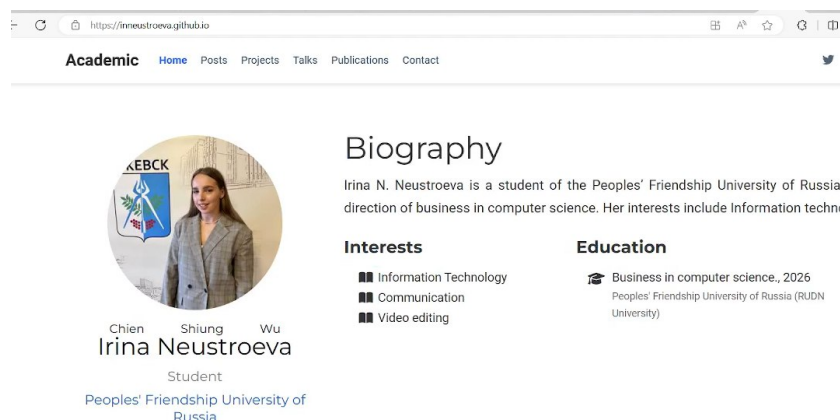 https://inneustroeva.github.io
Academic Home Posts Projects Talks Publications Contact
Biography
Irina N. Neustroeva is a student of the Peoples' Friendship University of Russia
direction of business in computer science. Her interests include Information
Interests
Information Technology
Communication
Video editing
Education
Business in computer science., 2026
Peoples' Friendship University of Russia (RUDN
University)
Chien Shiung Wu
Irina Neustroeva
Student
Peoples' Friendship University of
Russia